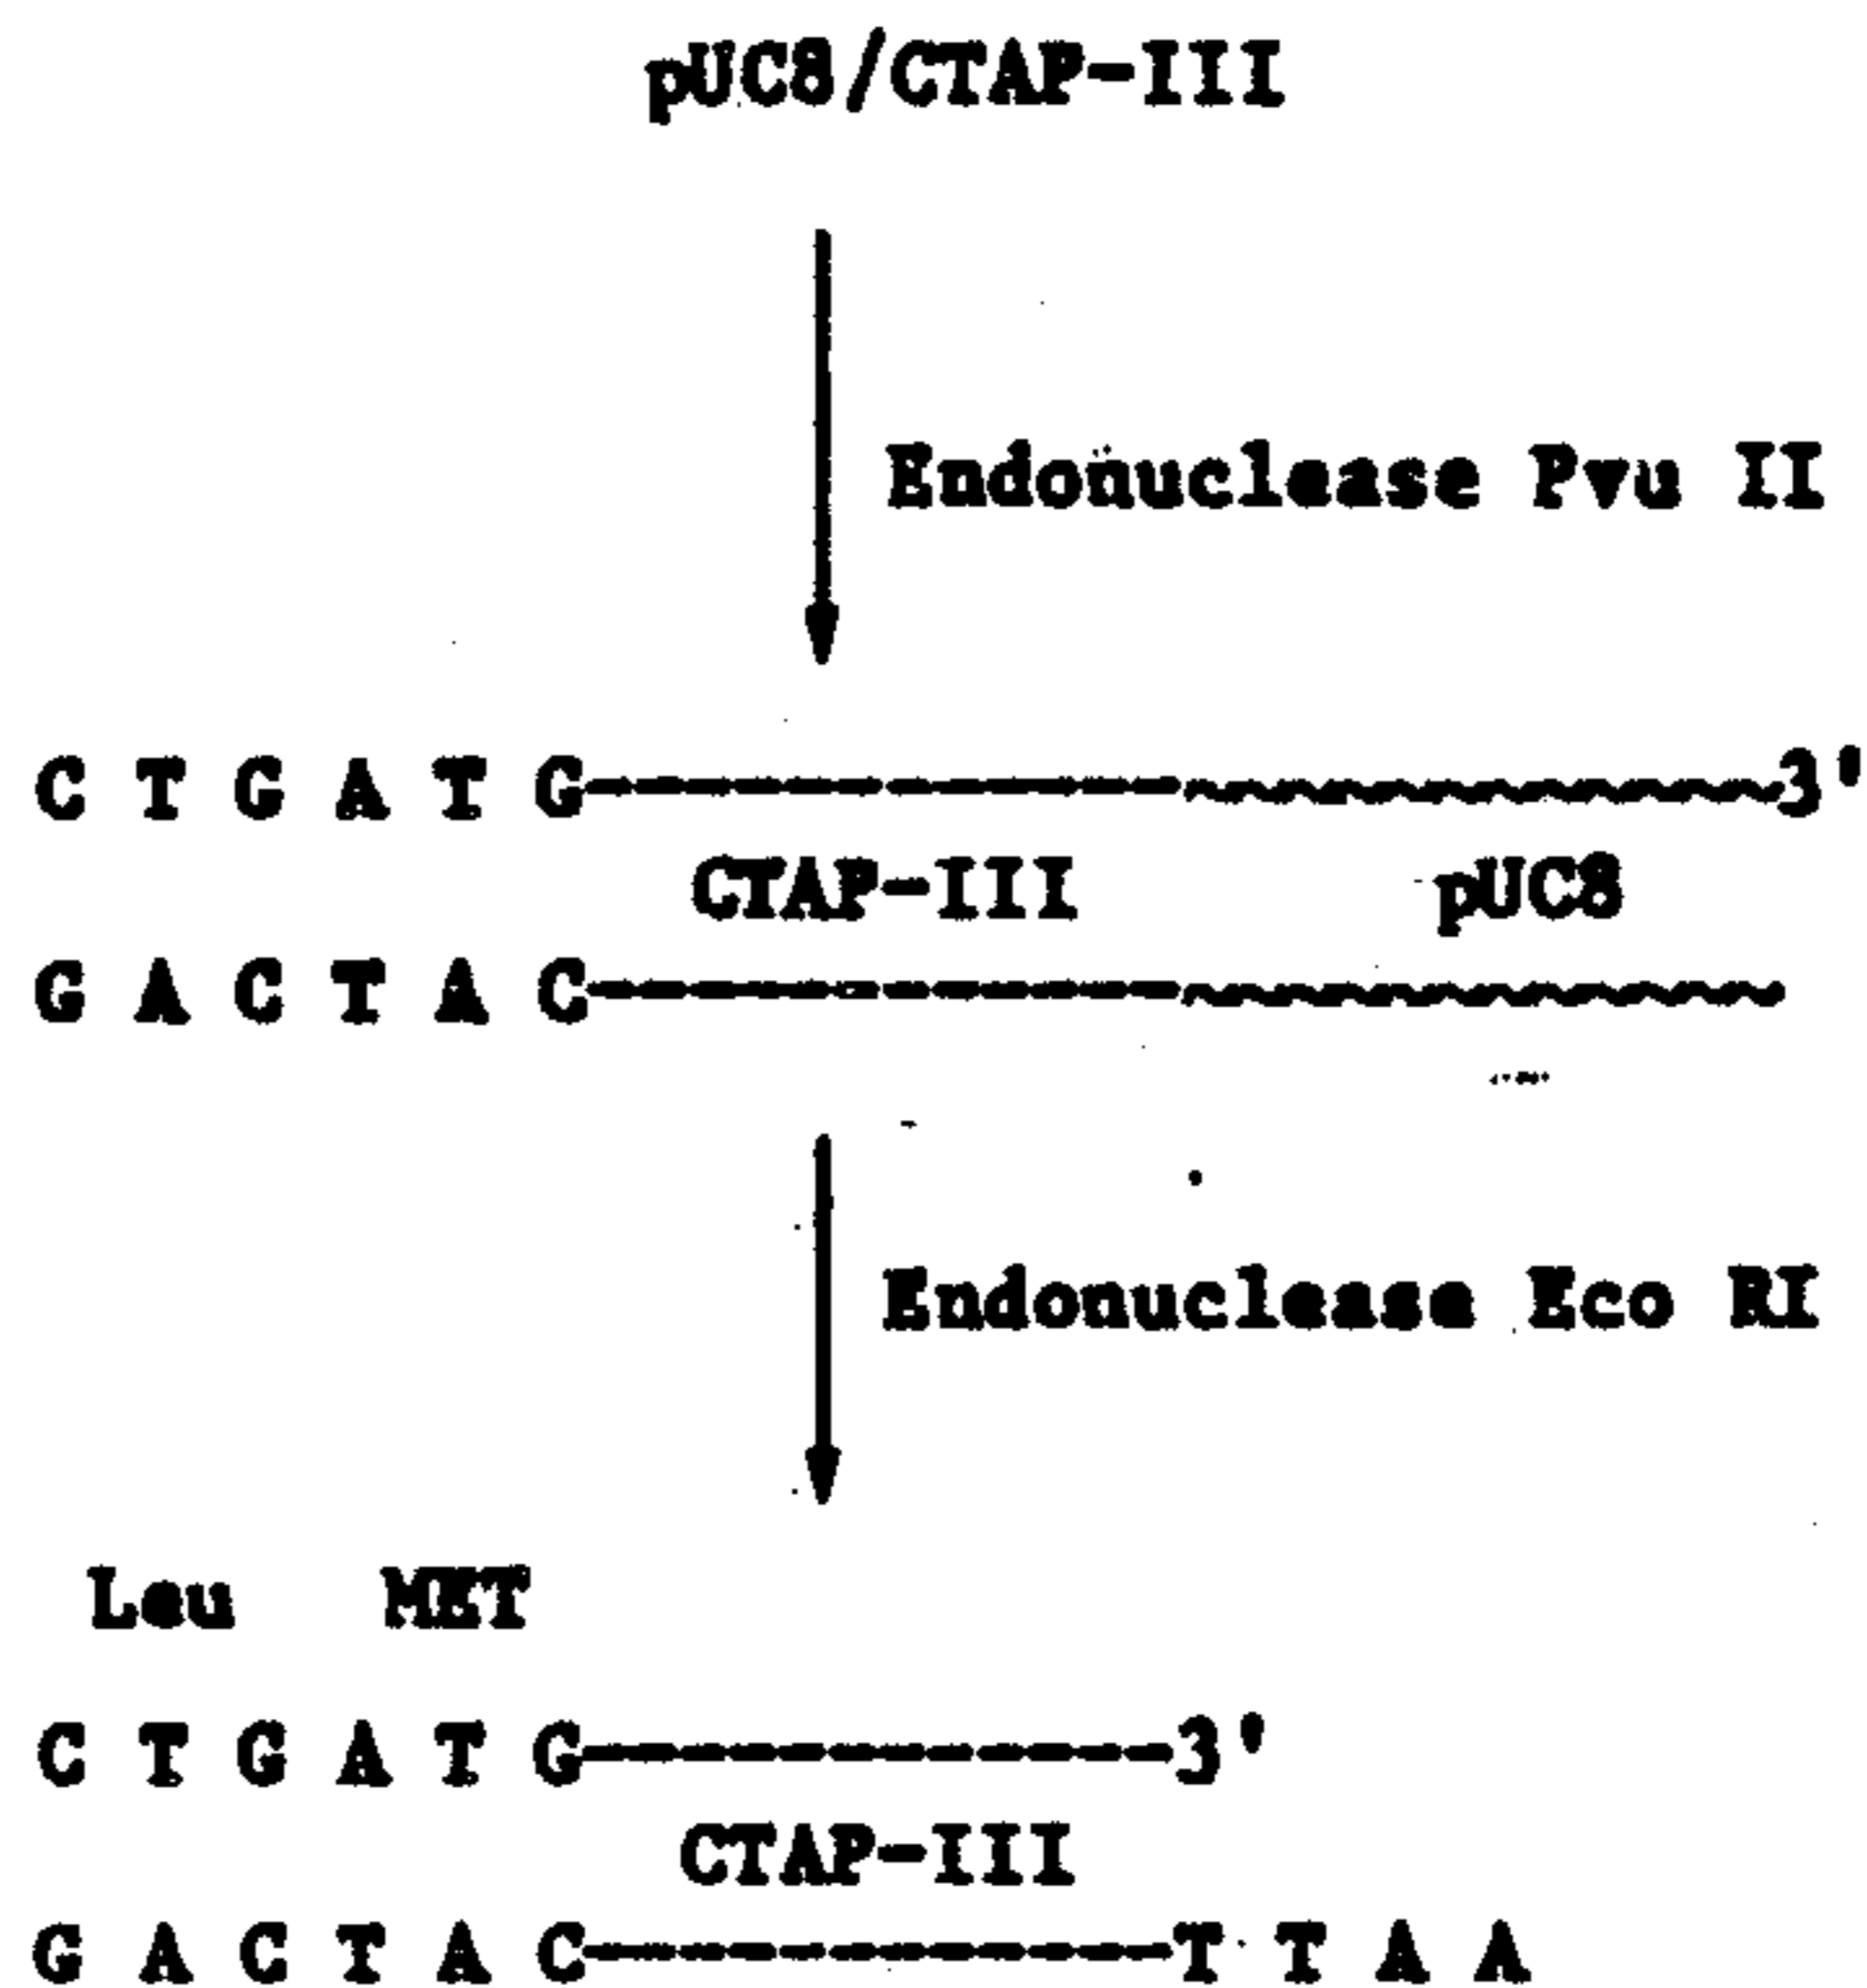 pUC8/CTAP-III
Endonuclease Pvu II
C T G A T G 3'
CTAP-III pUC8
G A C T A C
Endonuclease Eco RI
Leu MET
C T G A T G 3'
CTAP-III
G A C T A C T T A A